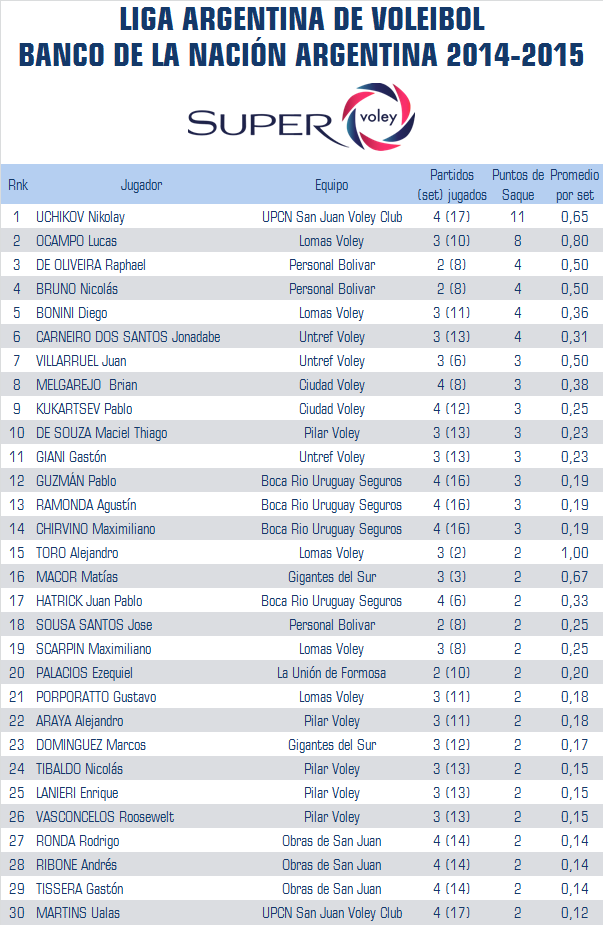 LIGA ARGENTINA DE VOLEIBOL
BANCO DE LA NACIÓN ARGENTINA 2014-2015
SUPER voley
Rnk Jugador Equipo Partidos (set) jugados Puntos de Saque Promedio por set
1 UCHIKOV Nikolay UPCN San Juan Voley Club 4 (17) 11 0,65
2 OCAMPO Lucas Lomas Voley 3 (10) 8 0,80
3 DE OLIVEIRA Raphael Personal Bolivar 2 (8) 4 0,50
4 BRUNO Nicolás Personal Bolivar 2 (8) 4 0,50
5 BONINI Diego Lomas Voley 3 (11) 4 0,36
6 CARNEIRO DOS SANTOS Jonadabe Untref Voley 3 (13) 4 0,31
7 VILLARRUEL Juan Untref Voley 3 (6) 3 0,50
8 MELGAREJO Brian Ciudad Voley 4 (8) 3 0,38
9 KUKARTSEV Pablo Ciudad Voley 4 (12) 3 0,25
10 DE SOUZA Maciel Thiago Pilar Voley 3 (13) 3 0,23
11 GIANI Gastón Untref Voley 3 (13) 3 0,23
12 GUZMÁN Pablo Boca Rio Uruguay Seguros 4 (16) 3 0,19
13 RAMONDA Agustín Boca Rio Uruguay Seguros 4 (16) 3 0,19
14 CHIRVINO Maximiliano Boca Rio Uruguay Seguros 4 (16) 3 0,19
15 TORO Alejandro Lomas Voley 3 (2) 2 1,00
16 MACOR Matías Gigantes del Sur 3 (3) 2 0,67
17 HATRICK Juan Pablo Boca Rio Uruguay Seguros 4 (6) 2 0,33
18 SOUSA SANTOS Jose Personal Bolivar 2 (8) 2 0,25
19 SCARPIN Maximiliano Lomas Voley 3 (8) 2 0,25
20 PALACIOS Ezequiel La Unión de Formosa 2 (10) 2 0,20
21 PORPORATTO Gustavo Lomas Voley 3 (11) 2 0,18
22 ARAYA Alejandro Pilar Voley 3 (11) 2 0,18
23 DOMINGUEZ Marcos Gigantes del Sur 3 (12) 2 0,17
24 TIBALDO Nicolás Pilar Voley 3 (13) 2 0,15
25 LANIERI Enrique Pilar Voley 3 (13) 2 0,15
26 VASCONCELOS Roosewelt Pilar Voley 3 (13) 2 0,15
27 RONDA Rodrigo Obras de San Juan 4 (14) 2 0,14
28 RIBONE Andrés Obras de San Juan 4 (14) 2 0,14
29 TISSERA Gastón Obras de San Juan 4 (14) 2 0,14
30 MARTINS Ualas UPCN San Juan Voley Club 4 (17) 2 0,12